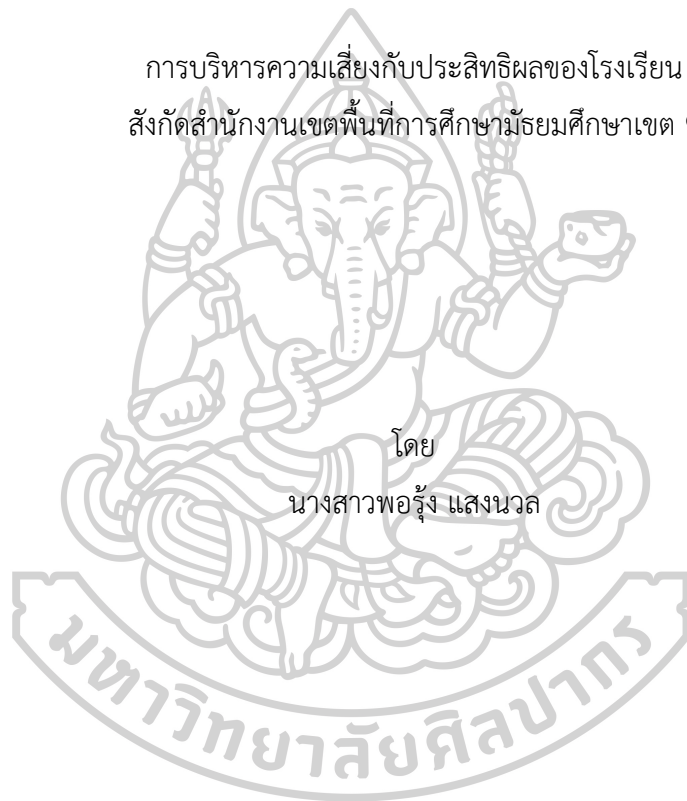 การบริหารความเสี่ยงกับประสิทธิผลของโรงเรียน
สังกัดสำนักงานเขตพื้นที่การศึกษามัธยมศึกษาเขต
โดย
นางสาวพอรุ้ง แสงนวล
มหาวิทยาลัยศิลปากร